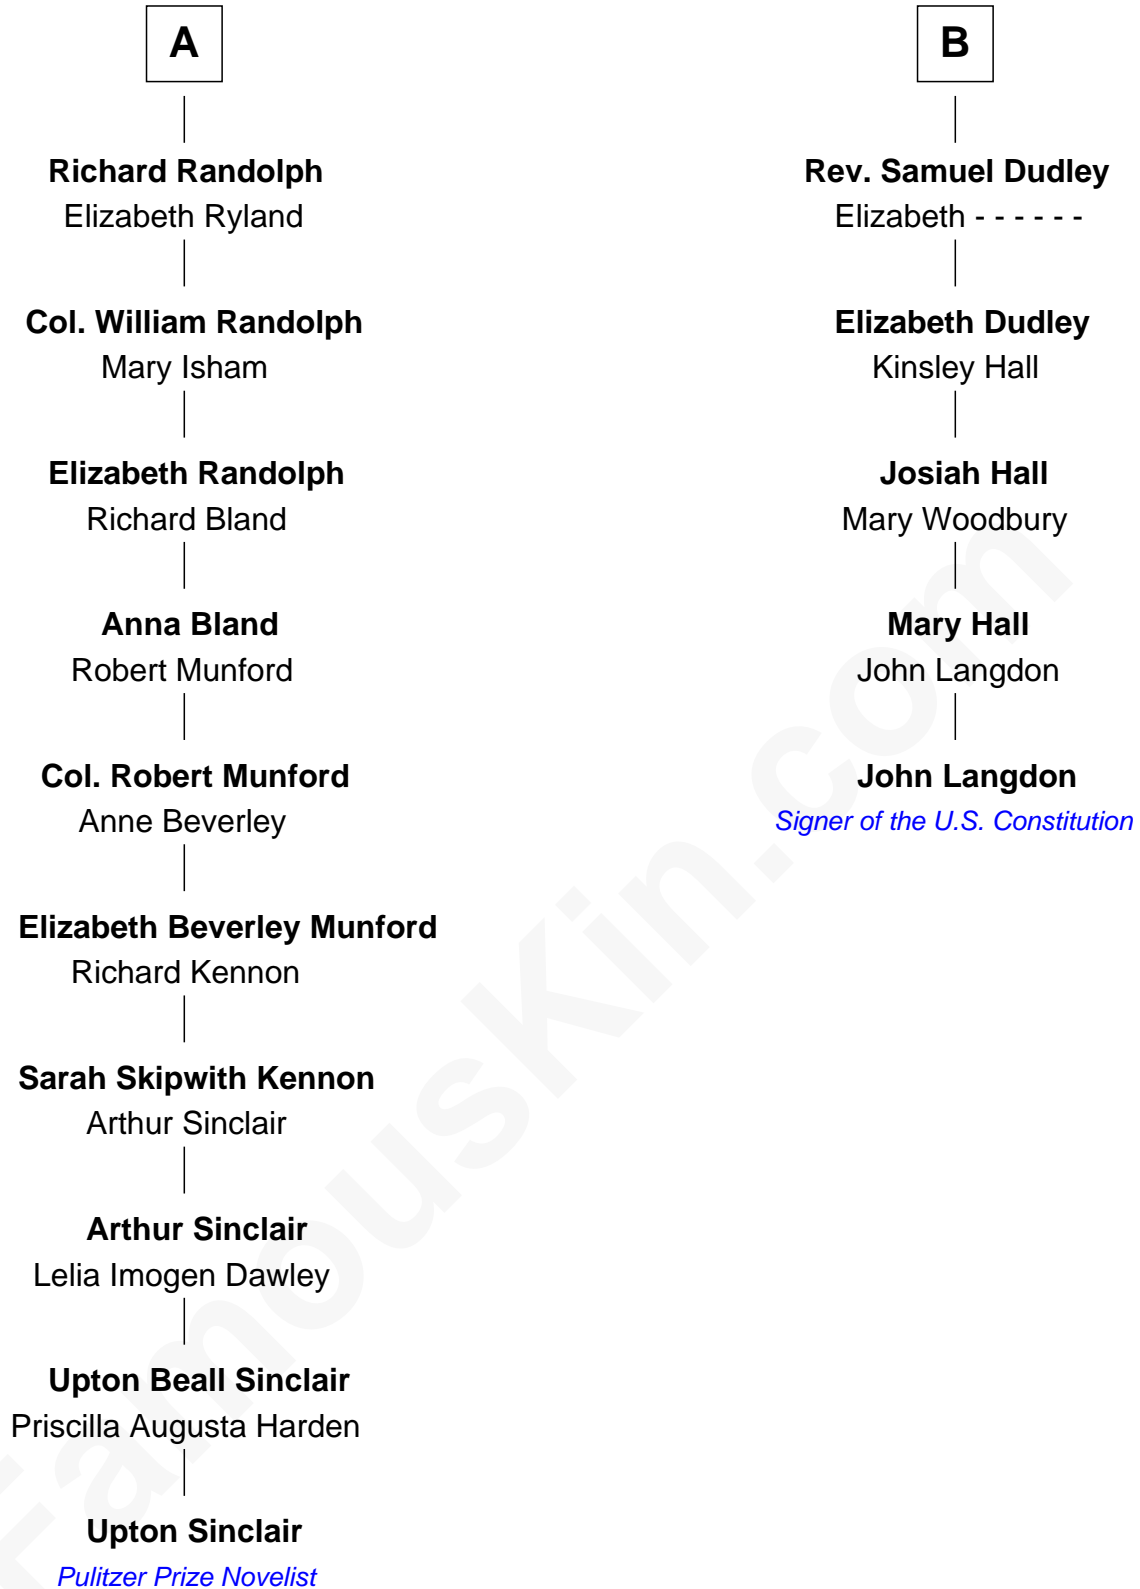 A
Richard Randolph
Elizabeth Ryland
Col. William Randolph
Mary Isham
Elizabeth Randolph
Richard Bland
Anna Bland
Robert Munford
Col. Robert Munford
Anne Beverley
Elizabeth Beverley Munford
Richard Kennon
Sarah Skipwith Kennon
Arthur Sinclair
Arthur Sinclair
Lelia Imogen Dawley
Upton Beall Sinclair
Priscilla Augusta Harden
Upton Sinclair
Pulitzer Prize Novelist
B
Rev. Samuel Dudley
Elizabeth - - - - - -
Elizabeth Dudley
Kinsley Hall
Josiah Hall
Mary Woodbury
Mary Hall
John Langdon
John Langdon
Signer of the U.S. Constitution
FamousKin.com